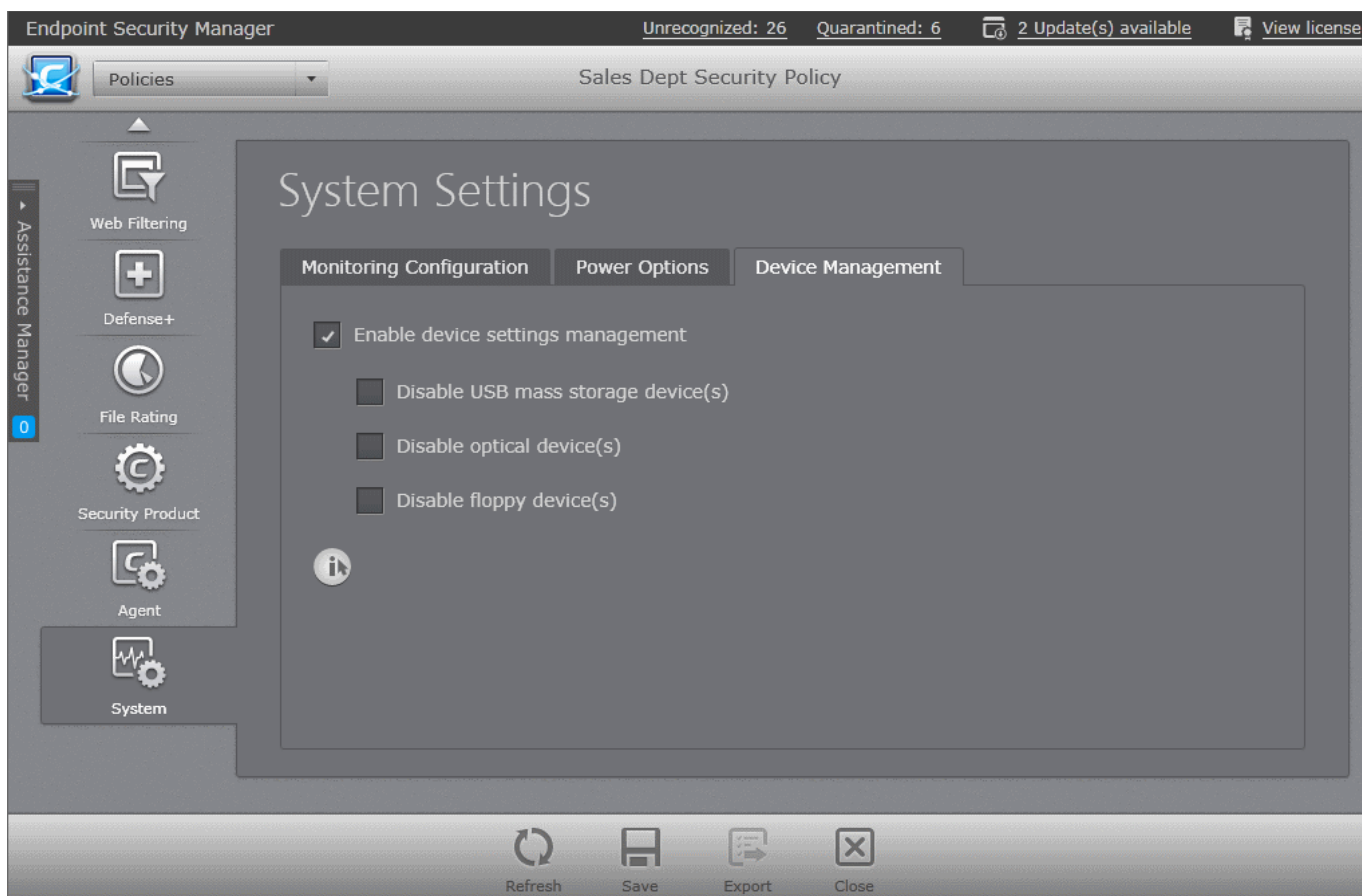 Endpoint Security Manager
Unrecognized: 26
Quarantined: 6
2 Update(s) available
View license
Policies
Sales Dept Security Policy
Assistance Manager
0
Web Filtering
Defense+
File Rating
Security Product
Agent
System
System Settings
Monitoring Configuration
Power Options
Device Management
Enable device settings management
Disable USB mass storage device(s)
Disable optical device(s)
Disable floppy device(s)
Refresh
Save
Export
Close